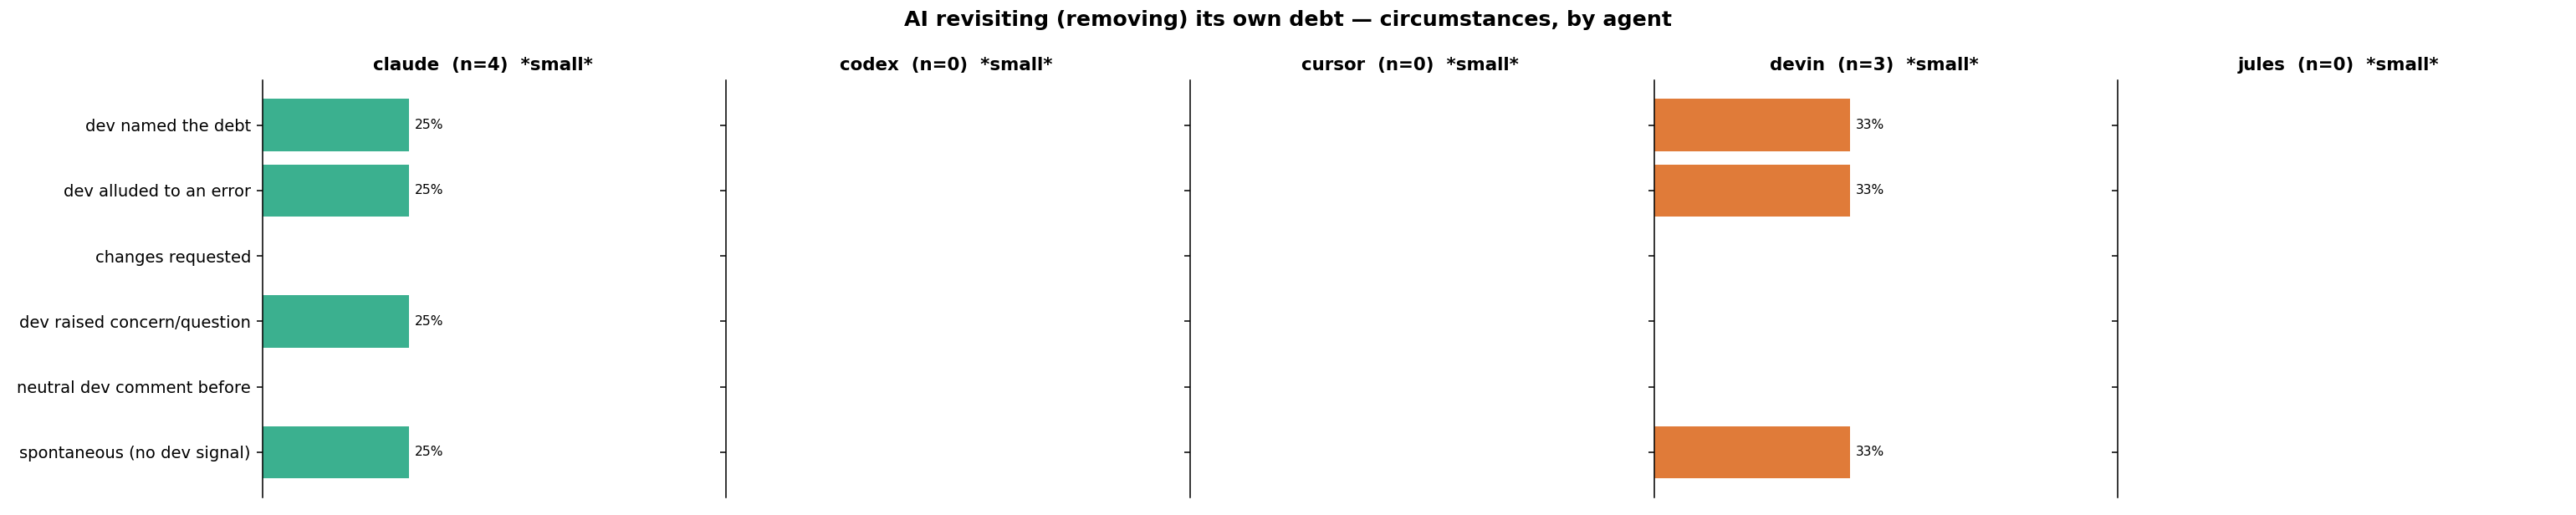 AI revisiting (removing) its own debt — circumstances, by agent
claude  (n=4)  *small*
codex  (n=0)  *small*
cursor  (n=0)  *small*
devin  (n=3)  *small*
jules  (n=0)  *small*
dev named the debt
25%
33%
dev alluded to an error
25%
33%
changes requested
dev raised concern/question
25%
neutral dev comment before
spontaneous (no dev signal)
25%
33%